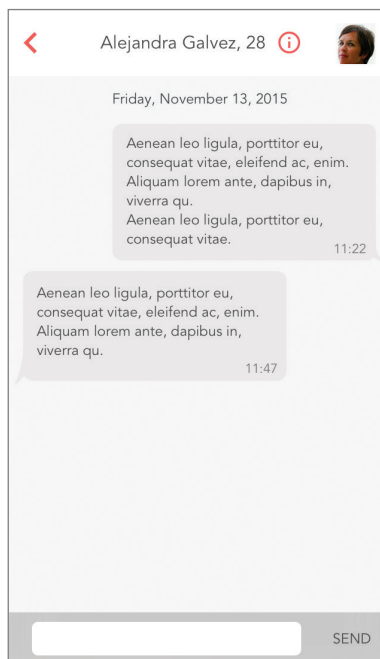 Alejandra Galvez, 28
Friday, November 13, 2015
Aenean leo ligula, porttitor eu,
consequat vitae, eleifend ac, enim.
Aliquam lorem ante, dapibus in,
viverra qu.
Aenean leo ligula, porttitor eu,
consequat vitae.
11:22
Aenean leo ligula, porttitor eu,
consequat vitae, eleifend ac, enim.
Aliquam lorem ante, dapibus in,
viverra qu.
11:47
SEND